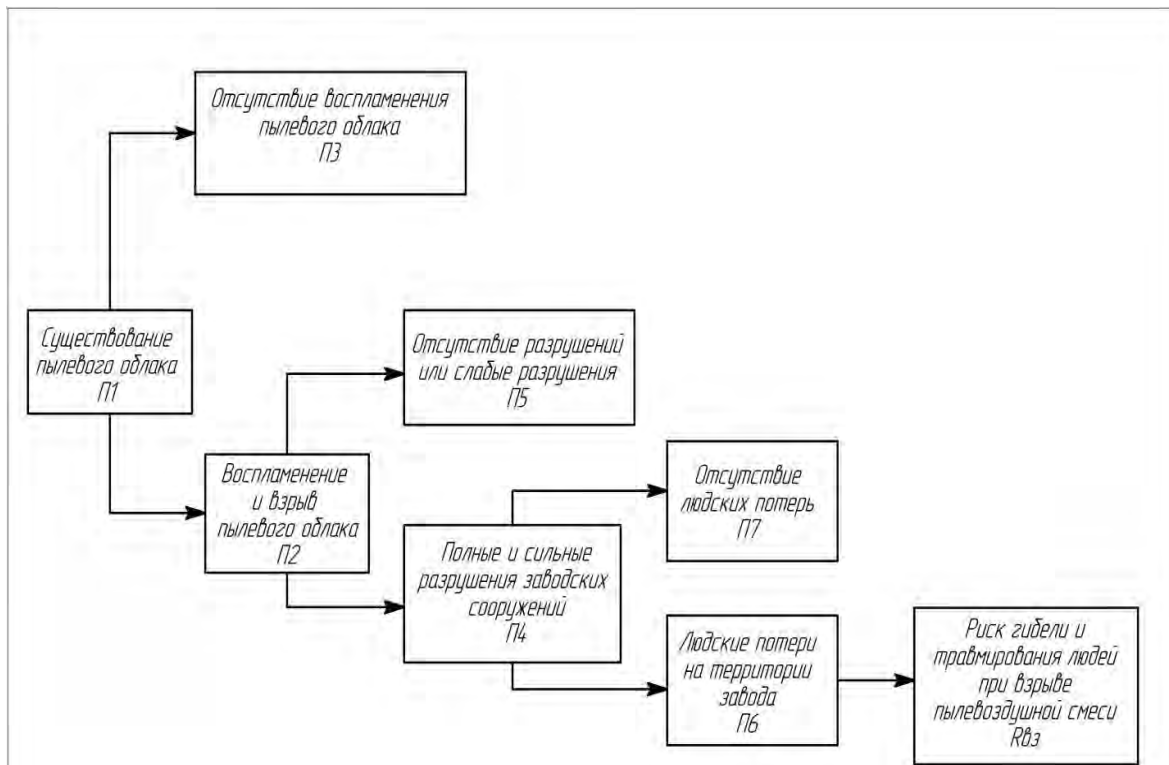 Отсутствие воспламенения
пылевого облака
П3
Существование
пылевого облака
П1
Отсутствие разрушений
или слабые разрушения
П5
Воспламенение
и взрыв
пылевого облака
П2
Отсутствие
людских потерь
П7
Полные и сильные
разрушения заводских
сооружений
П4
Людские потери
на территории
завода
П6
Риск гибели и
травмирования людей
при взрыве
пылевоздушной смеси
Rвз